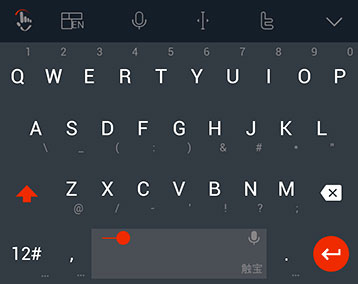 EN
1 2 3 4 5 6 7 8 9 0
Q W E R T Y U I O P
A S D F G H J K L
\ _ ( : ) & # * "
Z X C V B N M
@ / - ' ! ? ;
12# , .
... 触宝 ... ...